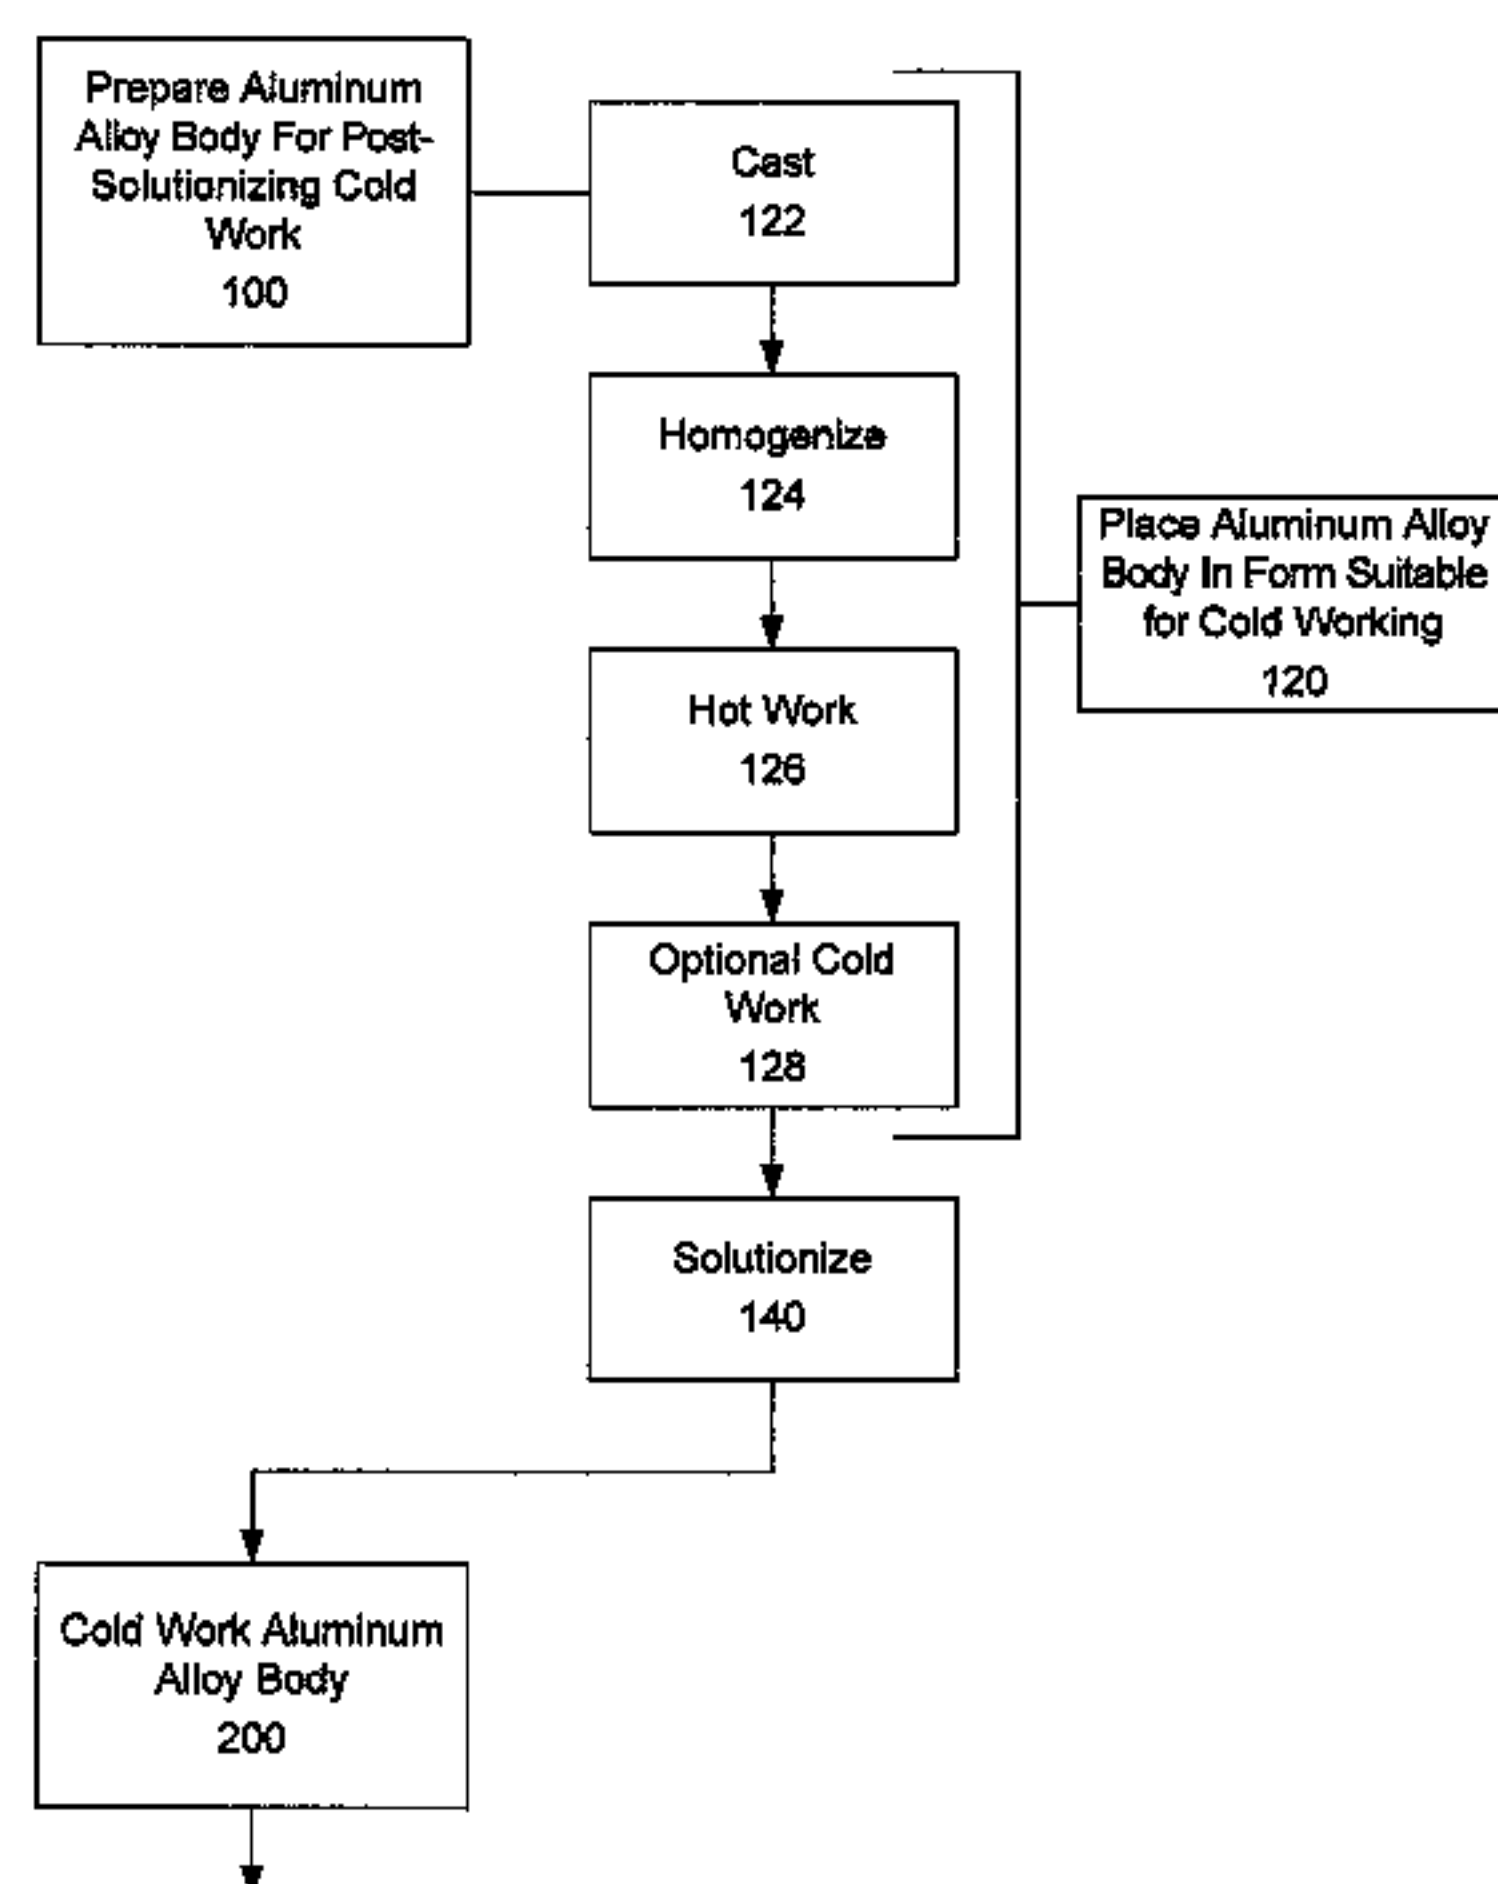 Prepare Aluminum
Alloy Body For Post-
Solutionizing Cold
Work
100
Cast
122
Homogenize
124
Hot Work
126
Place Aluminum Alloy
Body In Form Suitable
for Cold Working
120
Optional Cold
Work
128
Solutionize
140
Cold Work Aluminum
Alloy Body
200